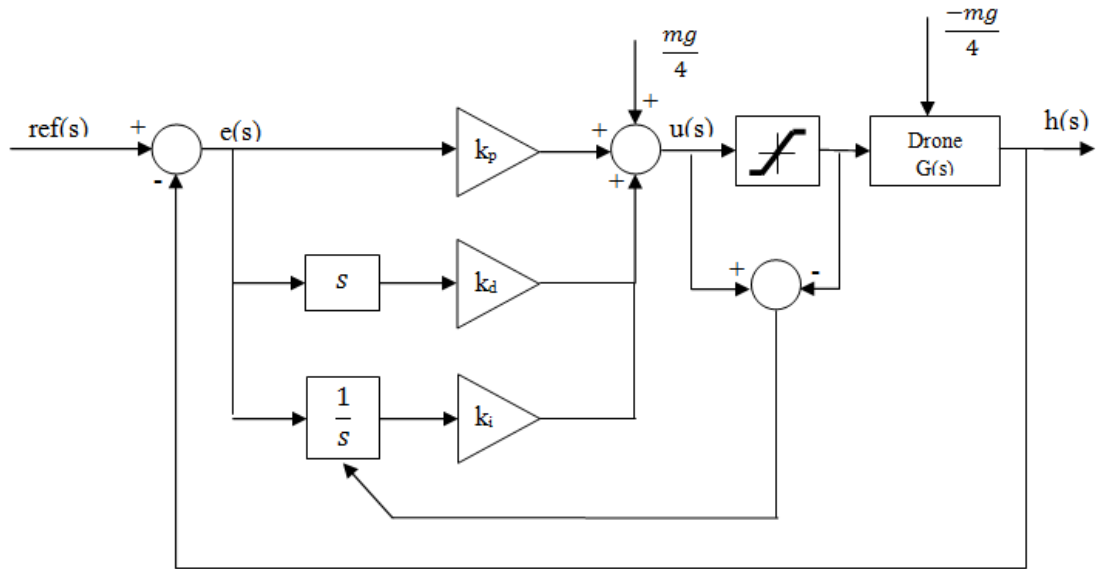 mg/4
-mg/4
ref(s)
+
e(s)
-
kp
+
+
+
u(s)
Drone
G(s)
h(s)
s
kd
+
-
1/s
ki